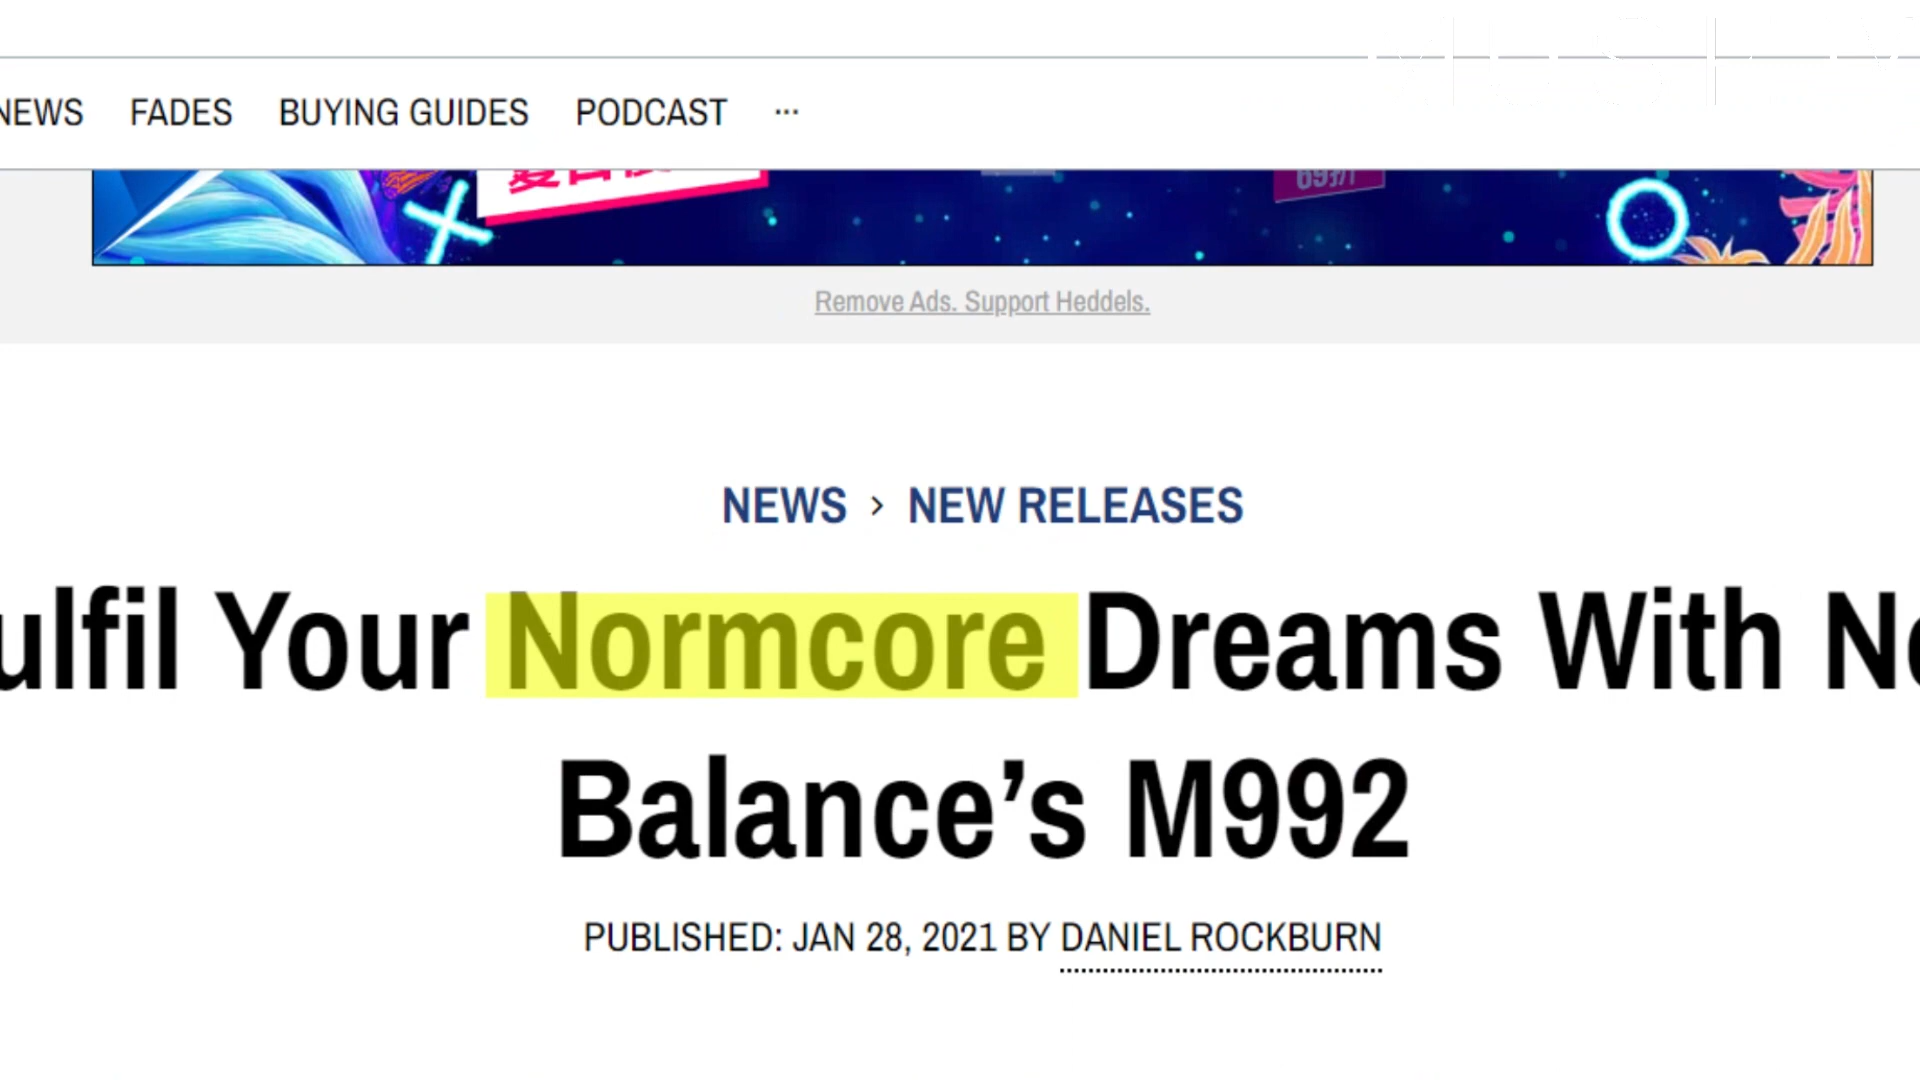 NEWS FADES BUYING GUIDES PODCAST ...
Remove Ads. Support Heddels.
NEWS > NEW RELEASES
ulfil Your Normcore Dreams With Ne
Balance’s M992
PUBLISHED: JAN 28, 2021 BY DANIEL ROCKBURN